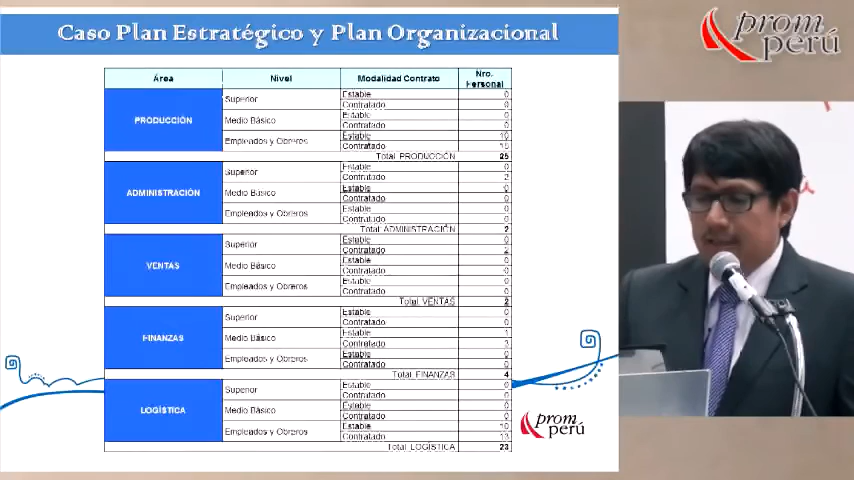 Caso Plan Estratégico y Plan Organizacional
prom
perú
Área Nivel Modalidad Contrato Nro. Personal
PRODUCCIÓN Superior Estable 0
Contratado 0
Medio Básico Estable 0
Contratado 0
Empleados y Obreros Estable 10
Contratado 15
Total PRODUCCIÓN 25
ADMINISTRACIÓN Superior Estable 0
Contratado 2
Medio Básico Estable 0
Contratado 0
Empleados y Obreros Estable 0
Contratado 0
Total ADMINISTRACIÓN 2
VENTAS Superior Estable 0
Contratado 2
Medio Básico Estable 0
Contratado 0
Empleados y Obreros Estable 0
Contratado 0
Total VENTAS 2
FINANZAS Superior Estable 0
Contratado 0
Medio Básico Estable 1
Contratado 3
Empleados y Obreros Estable 0
Contratado 0
Total FINANZAS 4
LOGÍSTICA Superior Estable 0
Contratado 0
Medio Básico Estable 0
Contratado 0
Empleados y Obreros Estable 10
Contratado 13
Total LOGÍSTICA 23
prom
perú